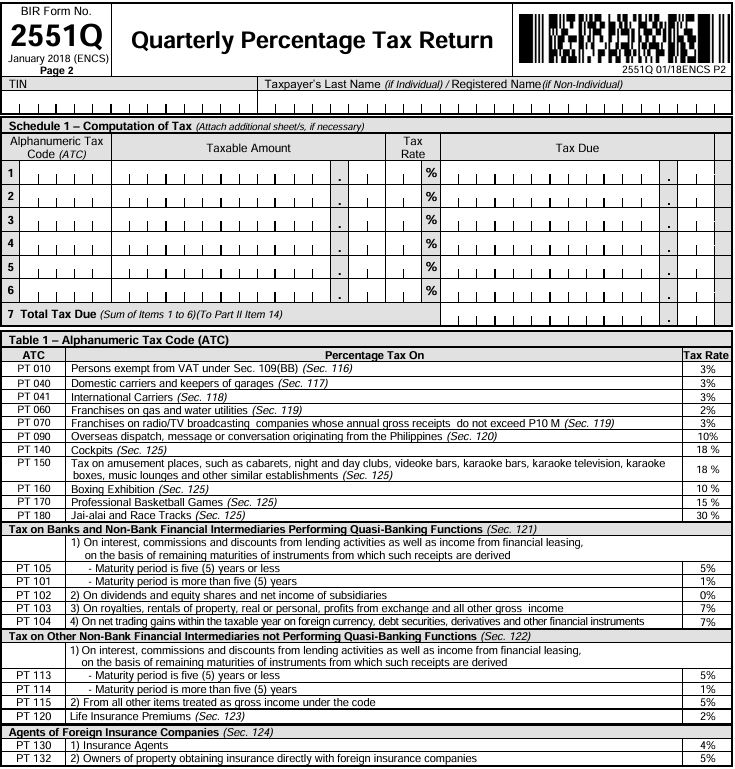 BIR Form No.
2551Q
January 2018 (ENCS)
Page 2
Quarterly Percentage Tax Return
2551Q 01/18ENCS P2
TIN Taxpayer's Last Name (if Individual) / Registered Name(if Non-Individual)
Schedule 1 – Computation of Tax (Attach additional sheet/s, if necessary)
Alphanumeric Tax Code (ATC) Taxable Amount Tax Rate Tax Due
1 . % .
2 . % .
3 . % .
4 . % .
5 . % .
6 . % .
7 Total Tax Due (Sum of Items 1 to 6)(To Part II Item 14) .
Table 1 – Alphanumeric Tax Code (ATC)
ATC Percentage Tax On Tax Rate
PT 010 Persons exempt from VAT under Sec. 109(BB) (Sec. 116) 3%
PT 040 Domestic carriers and keepers of garages (Sec. 117) 3%
PT 041 International Carriers (Sec. 118) 3%
PT 060 Franchises on gas and water utilities (Sec. 119) 2%
PT 070 Franchises on radio/TV broadcasting companies whose annual gross receipts do not exceed P10 M (Sec. 119) 3%
PT 090 Overseas dispatch, message or conversation originating from the Philippines (Sec. 120) 10%
PT 140 Cockpits (Sec. 125) 18 %
PT 150 Tax on amusement places, such as cabarets, night and day clubs, videoke bars, karaoke bars, karaoke television, karaoke
boxes, music lounges and other similar establishments (Sec. 125) 18 %
PT 160 Boxing Exhibition (Sec. 125) 10 %
PT 170 Professional Basketball Games (Sec. 125) 15 %
PT 180 Jai-alai and Race Tracks (Sec. 125) 30 %
Tax on Banks and Non-Bank Financial Intermediaries Performing Quasi-Banking Functions (Sec. 121)
1) On interest, commissions and discounts from lending activities as well as income from financial leasing,
on the basis of remaining maturities of instruments from which such receipts are derived
PT 105 - Maturity period is five (5) years or less 5%
PT 101 - Maturity period is more than five (5) years 1%
PT 102 2) On dividends and equity shares and net income of subsidiaries 0%
PT 103 3) On royalties, rentals of property, real or personal, profits from exchange and all other gross income 7%
PT 104 4) On net trading gains within the taxable year on foreign currency, debt securities, derivatives and other financial instruments 7%
Tax on Other Non-Bank Financial Intermediaries not Performing Quasi-Banking Functions (Sec. 122)
1) On interest, commissions and discounts from lending activities as well as income from financial leasing,
on the basis of remaining maturities of instruments from which such receipts are derived
PT 113 - Maturity period is five (5) years or less 5%
PT 114 - Maturity period is more than five (5) years 1%
PT 115 2) From all other items treated as gross income under the code 5%
PT 120 Life Insurance Premiums (Sec. 123) 2%
Agents of Foreign Insurance Companies (Sec. 124)
PT 130 1) Insurance Agents 4%
PT 132 2) Owners of property obtaining insurance directly with foreign insurance companies 5%